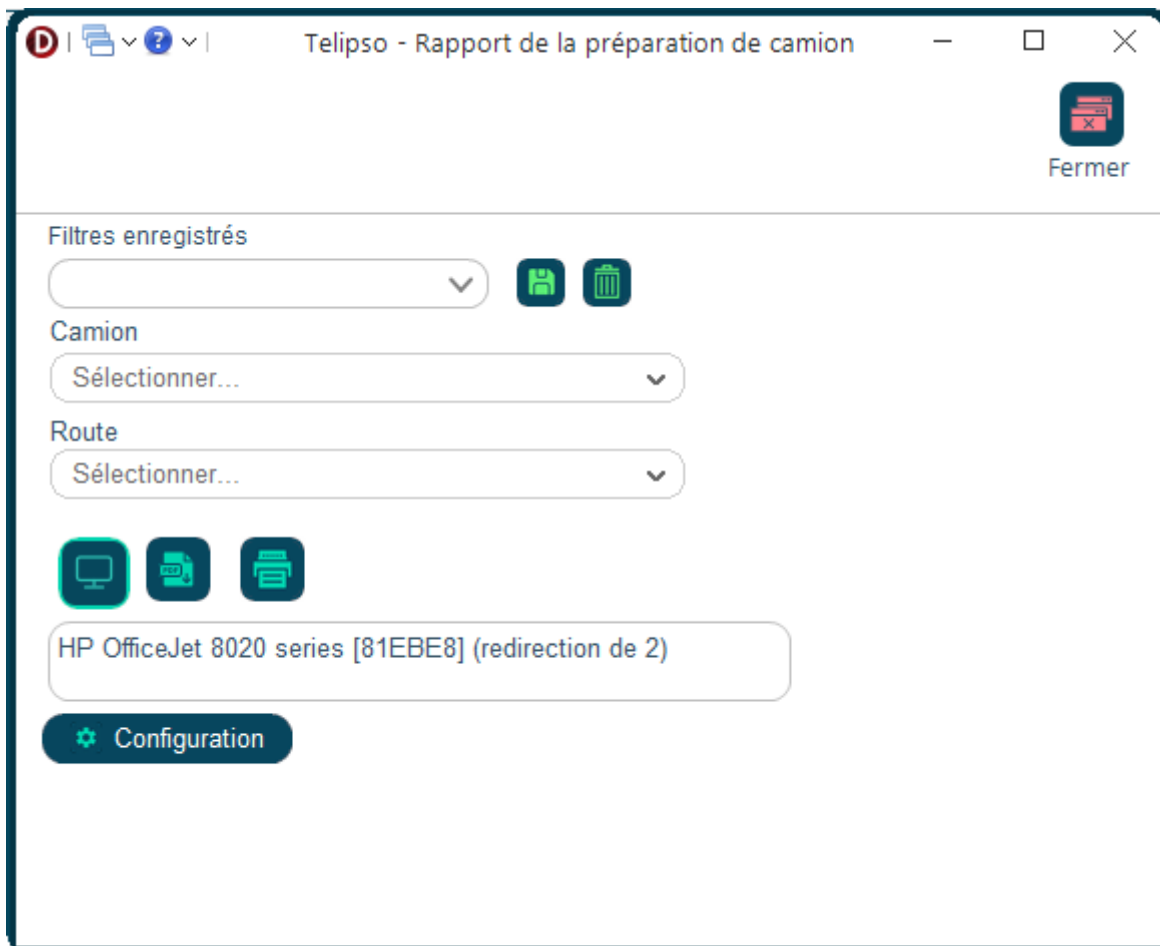 Telipso - Rapport de la préparation de camion
Fermer
Filtres enregistrés
Camion
Sélectionner...
Route
Sélectionner...
PDF
HP OfficeJet 8020 series [81EBE8] (redirection de 2)
Configuration